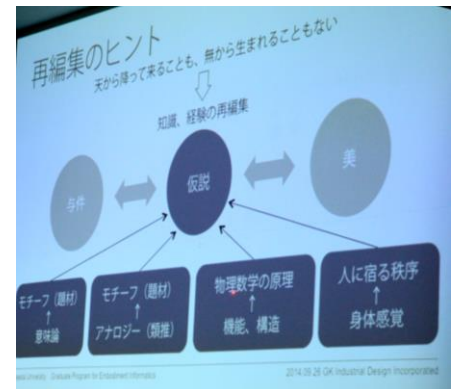 再編集のヒント
天から降って来ることも、無から生まれることもない
知識、経験の再編集
与件
仮説
美
モチーフ（題材）
↑
意味論
モチーフ（題材）
↑
アナロジー（類推）
物理数学の原理
↑
機能、構造
人に宿る秩序
↑
身体感覚
University Graduate Program for Embodiment Informatics
2014.09.26 GK Industrial Design Incorporated